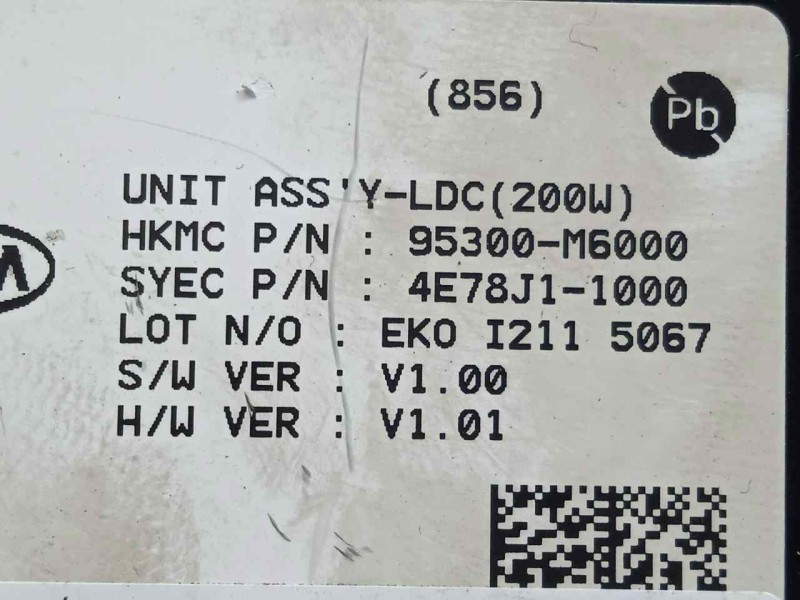 (856)
Pb
UNIT ASS'Y-LDC(200W)
HKMC P/N : 95300-M6000
SYEC P/N : 4E78J1-1000
LOT N/O : EKO I211 5067
S/W VER : V1.00
H/W VER : V1.01